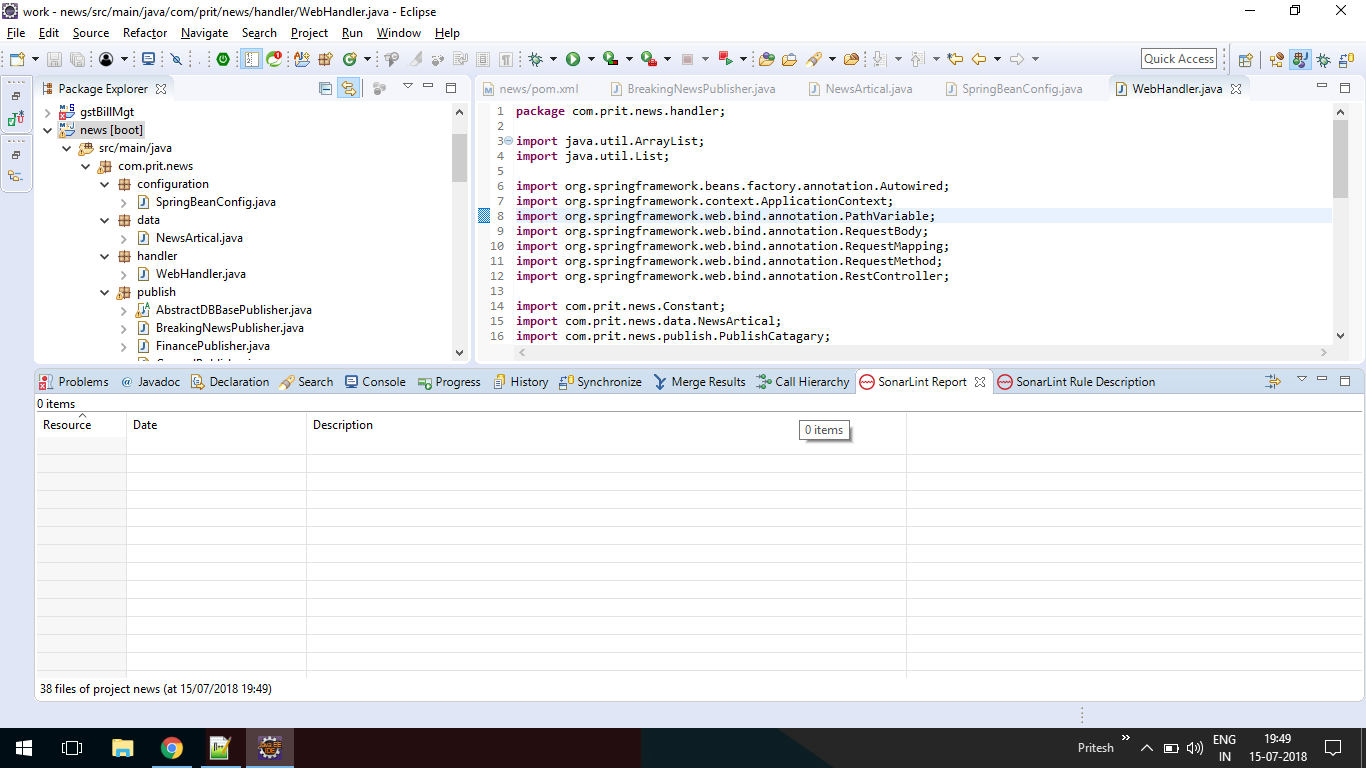 work - news/src/main/java/com/prit/news/handler/WebHandler.java - Eclipse
File Edit Source Refactor Navigate Search Project Run Window Help
Quick Access
Package Explorer
gstBillMgt
news [boot]
src/main/java
com.prit.news
configuration
SpringBeanConfig.java
data
NewsArtical.java
handler
WebHandler.java
publish
AbstractDBBasePublisher.java
BreakingNewsPublisher.java
FinancePublisher.java
news/pom.xml BreakingNewsPublisher.java NewsArtical.java SpringBeanConfig.java WebHandler.java
1 package com.prit.news.handler;
2
3 import java.util.ArrayList;
4 import java.util.List;
5
6 import org.springframework.beans.factory.annotation.Autowired;
7 import org.springframework.context.ApplicationContext;
8 import org.springframework.web.bind.annotation.PathVariable;
9 import org.springframework.web.bind.annotation.RequestBody;
10 import org.springframework.web.bind.annotation.RequestMapping;
11 import org.springframework.web.bind.annotation.RequestMethod;
12 import org.springframework.web.bind.annotation.RestController;
13
14 import com.prit.news.Constant;
15 import com.prit.news.data.NewsArtical;
16 import com.prit.news.publish.PublishCatagary;
Problems @ Javadoc Declaration Search Console Progress History Synchronize Merge Results Call Hierarchy SonarLint Report SonarLint Rule Description
0 items
Resource Date Description
0 items
38 files of project news (at 15/07/2018 19:49)
Pritesh
ENG
IN
19:49
15-07-2018